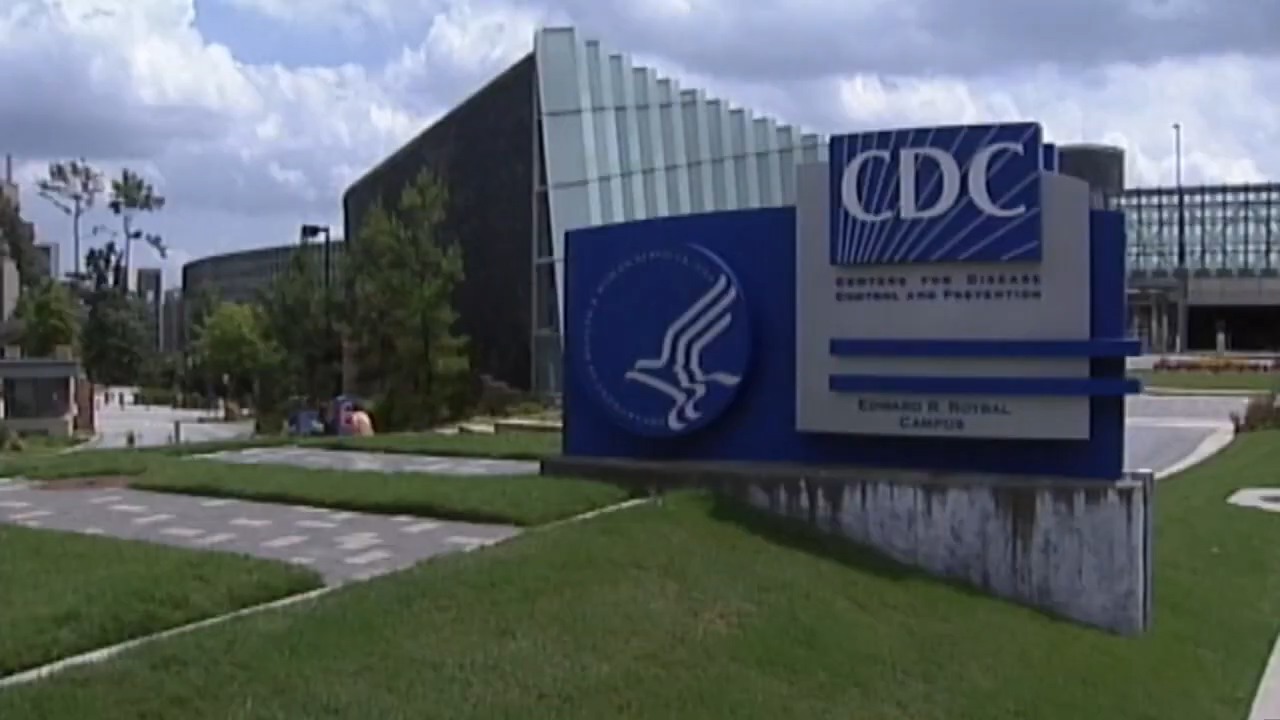 CDC
CENTERS FOR DISEASE
CONTROL AND PREVENTION
EDWARD R. ROYBAL
CAMPUS